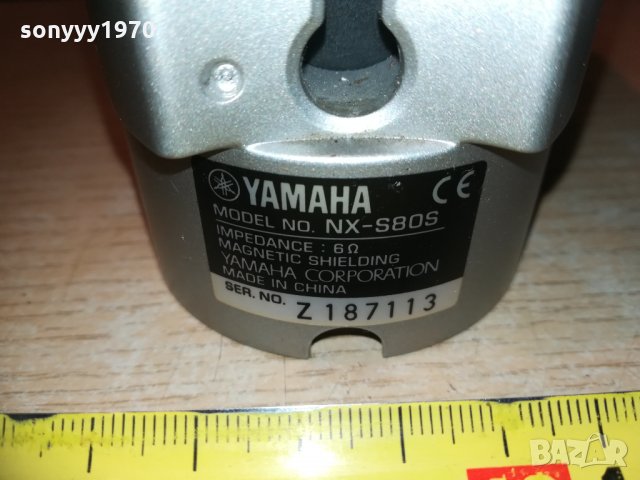 sonyyy1970
YAMAHA CE
MODEL NO. NX-S80S
IMPEDANCE : 6Ω
MAGNETIC SHIELDING
YAMAHA CORPORATION
MADE IN CHINA
SER. NO. Z 187113
BAZAR